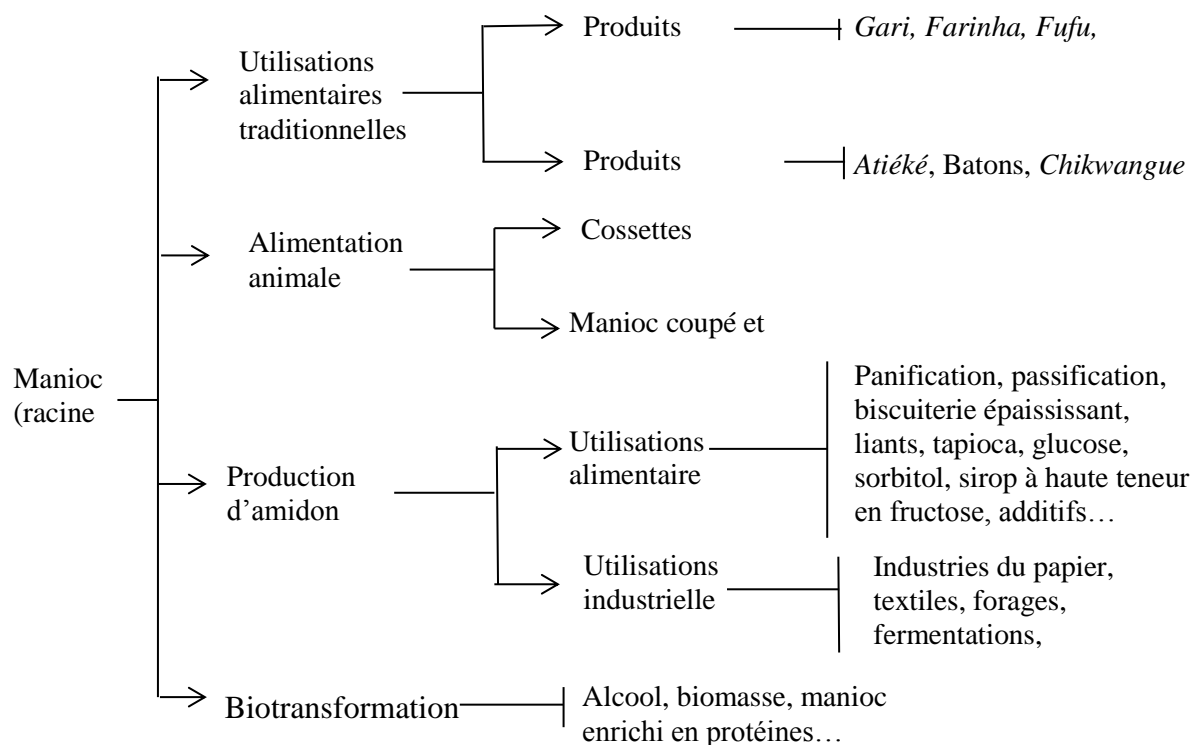 Manioc
(racine
Utilisations
alimentaires
traditionnelles
Produits
Gari, Farinha, Fufu,
Produits
Atiéké, Batons, Chikwangue
Alimentation
animale
Cossettes
Manioc coupé et
Production
d’amidon
Utilisations
alimentaire
Panification, passification,
biscuiterie épaississant,
liants, tapioca, glucose,
sorbitol, sirop à haute teneur
en fructose, additifs…
Utilisations
industrielle
Industries du papier,
textiles, forages,
fermentations,
Biotransformation
Alcool, biomasse, manioc
enrichi en protéines…